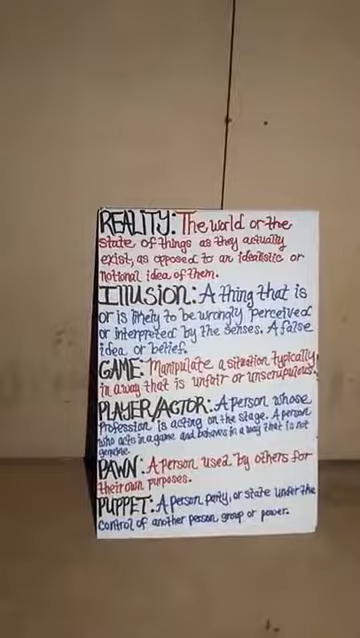 REALITY: The world or the
state of things as they actually
exist, as opposed to an idealistic or
notional idea of them.
ILLUSION: A thing that is
or is likely to be wrongly perceived
or interpreted by the senses. A false
idea or belief.
GAME: Manipulate a situation typically
in a way that is unfair or unscrupulous.
PLAYER/ACTOR: A person whose
profession is acting on the stage. A person
who acts in a game and behaves in a way that is not
genuine.
PAWN: A person used by others for
their own purposes.
PUPPET: A person, party, or state under the
control of another person group or power.